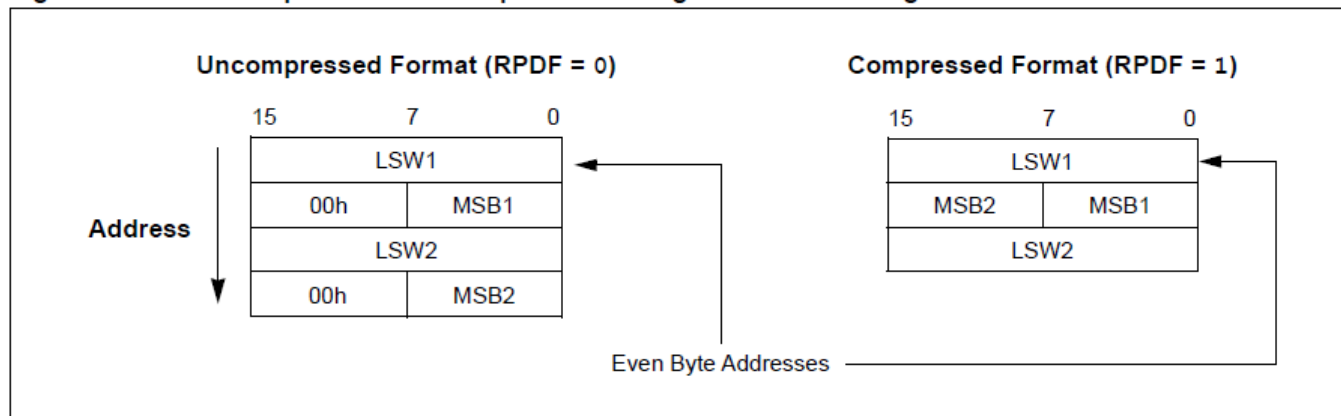 Uncompressed Format (RPDF = 0)
15 7 0
LSW1
00h MSB1
LSW2
00h MSB2
Address
Compressed Format (RPDF = 1)
15 7 0
LSW1
MSB2 MSB1
LSW2
Even Byte Addresses